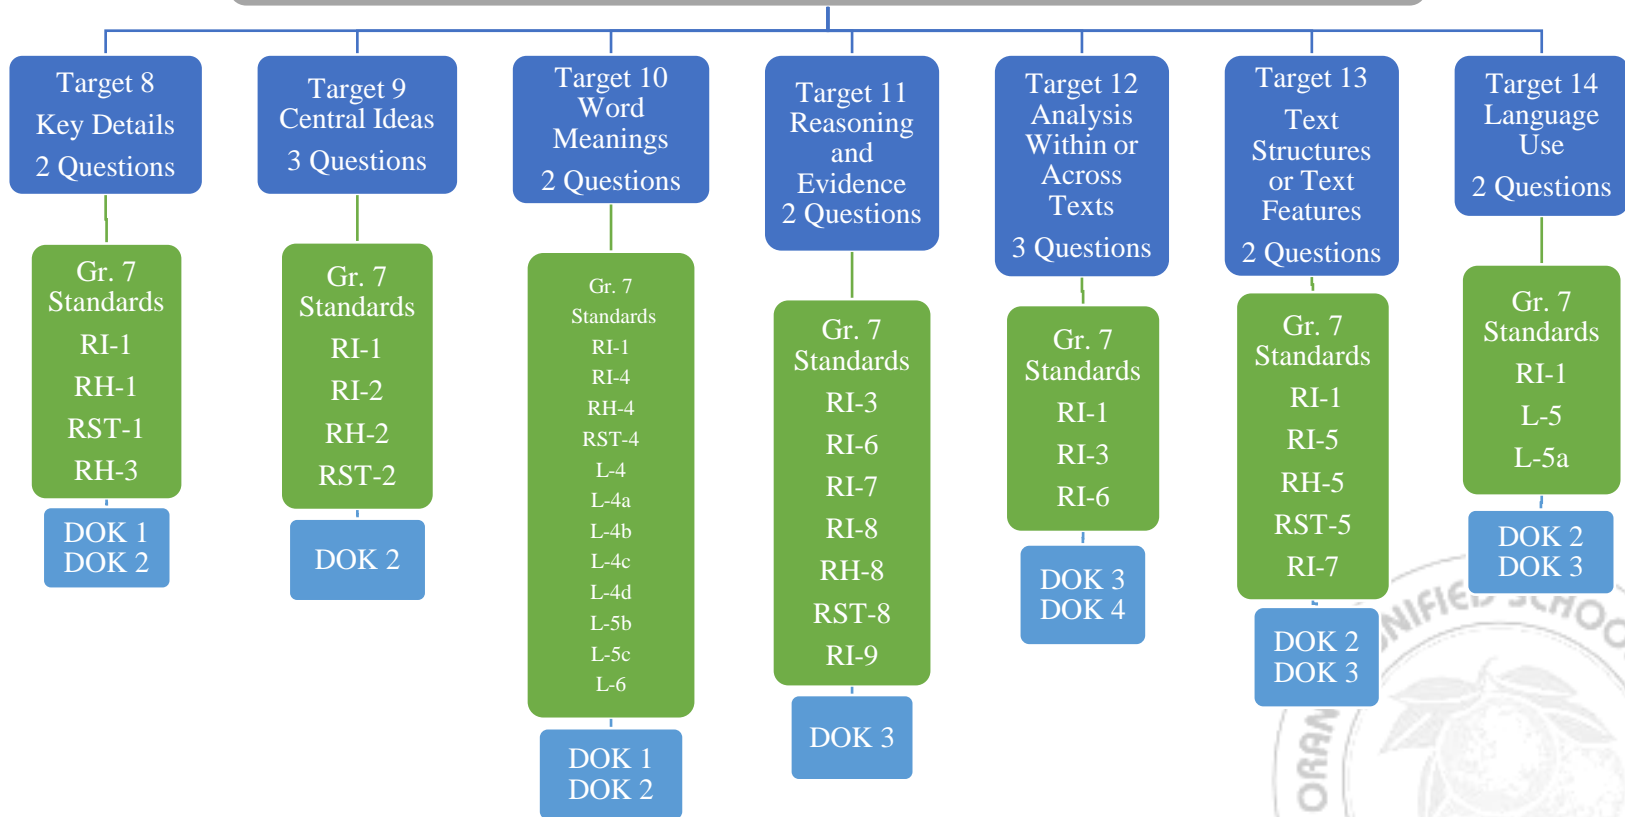 Target 8
Key Details
2 Questions
Gr. 7
Standards
RI-1
RH-1
RST-1
RH-3
DOK 1
DOK 2
Target 9
Central Ideas
3 Questions
Gr. 7
Standards
RI-1
RI-2
RH-2
RST-2
DOK 2
Target 10
Word
Meanings
2 Questions
Gr. 7
Standards
RI-1
RI-4
RH-4
RST-4
L-4
L-4a
L-4b
L-4c
L-4d
L-5b
L-5c
L-6
DOK 1
DOK 2
Target 11
Reasoning
and
Evidence
2 Questions
Gr. 7
Standards
RI-3
RI-6
RI-7
RI-8
RH-8
RST-8
RI-9
DOK 3
Target 12
Analysis
Within or
Across
Texts
3 Questions
Gr. 7
Standards
RI-1
RI-3
RI-6
DOK 3
DOK 4
Target 13
Text
Structures
or Text
Features
2 Questions
Gr. 7
Standards
RI-1
RI-5
RH-5
RST-5
RI-7
DOK 2
DOK 3
Target 14
Language
Use
2 Questions
Gr. 7
Standards
RI-1
L-5
L-5a
DOK 2
DOK 3